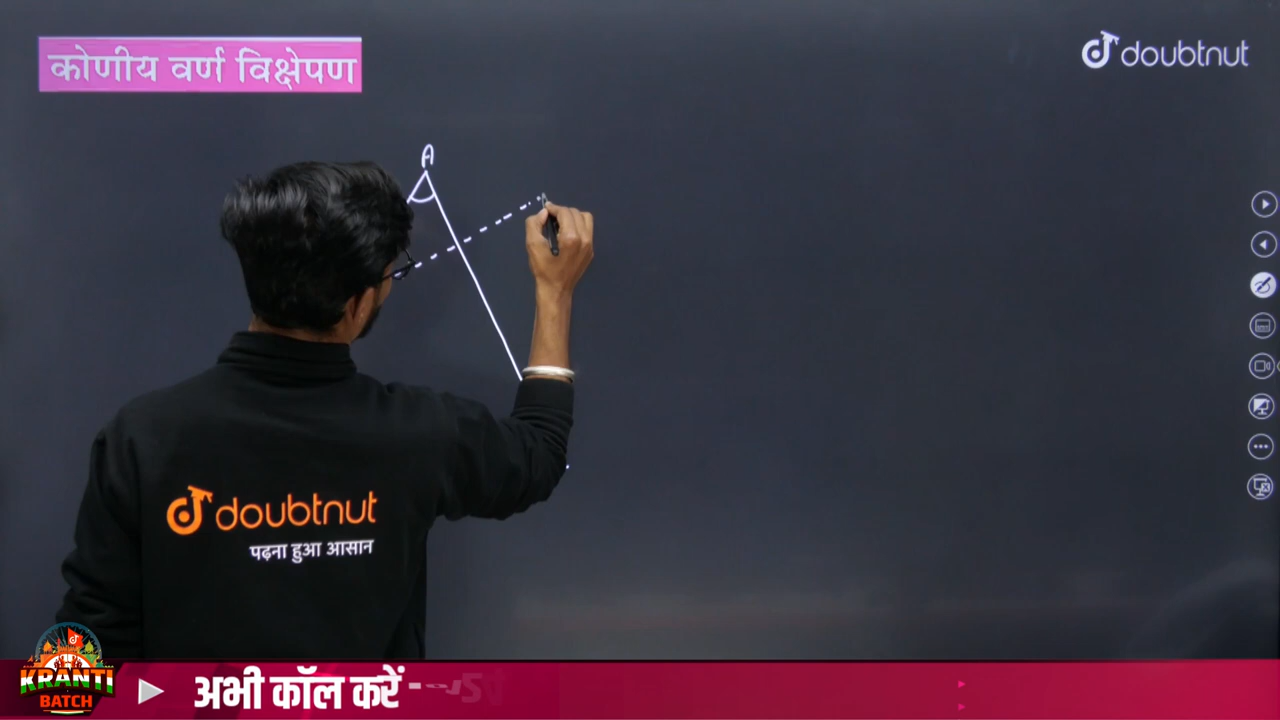 कोणीय वर्ण विक्षेपण
doubtnut
A
doubtnut
पढ़ना हुआ आसान
KRANTI
BATCH
अभी कॉल करें